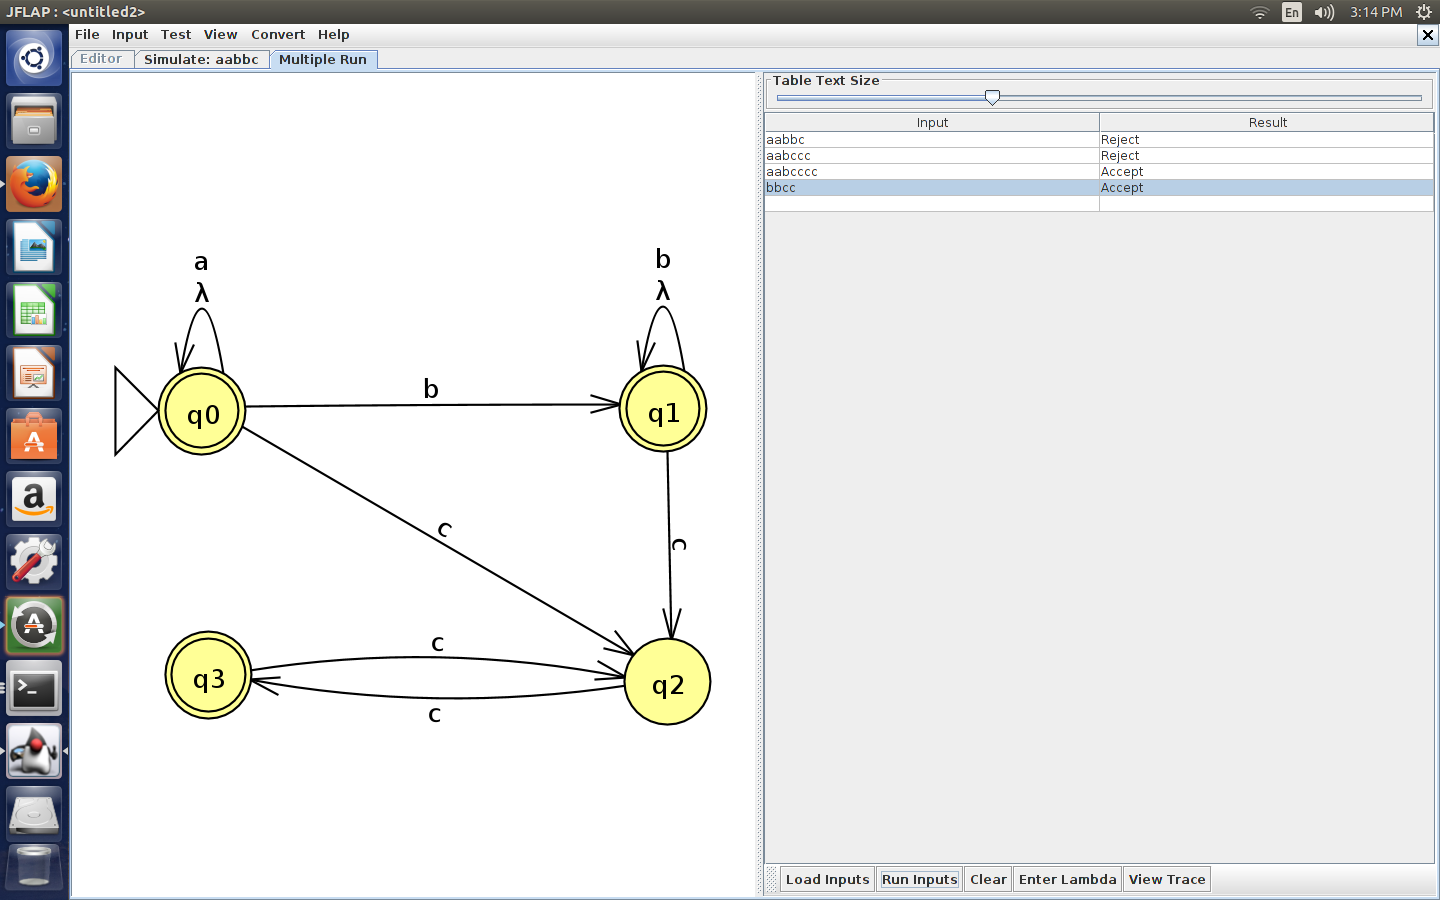 JFLAP : <untitled2>
En
3:14 PM
File Input Test View Convert Help
Editor
Simulate: aabbc
Multiple Run
Table Text Size
Input Result
aabbc Reject
aabccc Reject
aabcccc Accept
bbcc Accept
a
λ
b
λ
b
q0
q1
c
c
c
q3
q2
c
Load Inputs
Run Inputs
Clear
Enter Lambda
View Trace